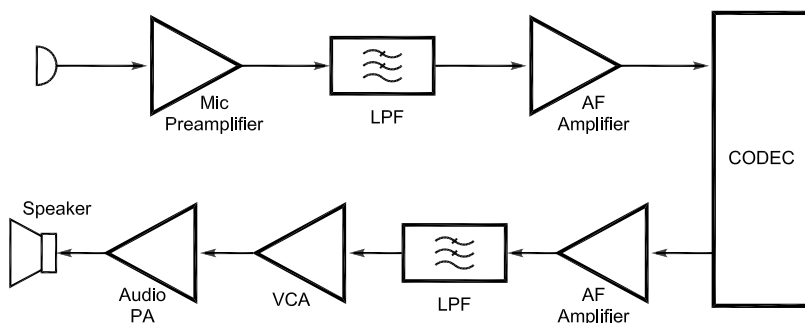 Mic
Preamplifier
LPF
AF
Amplifier
CODEC
Speaker
Audio
PA
VCA
LPF
AF
Amplifier